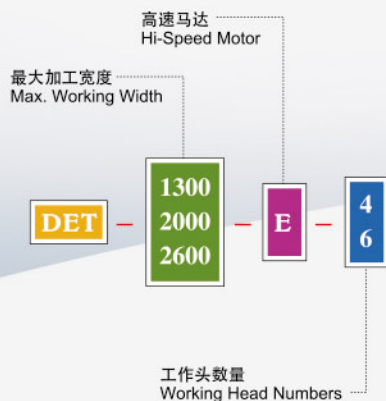 高速马达
Hi-Speed Motor
最大加工宽度
Max. Working Width
1300
2000
2600
DET
E
4
6
工作头数量
Working Head Numbers